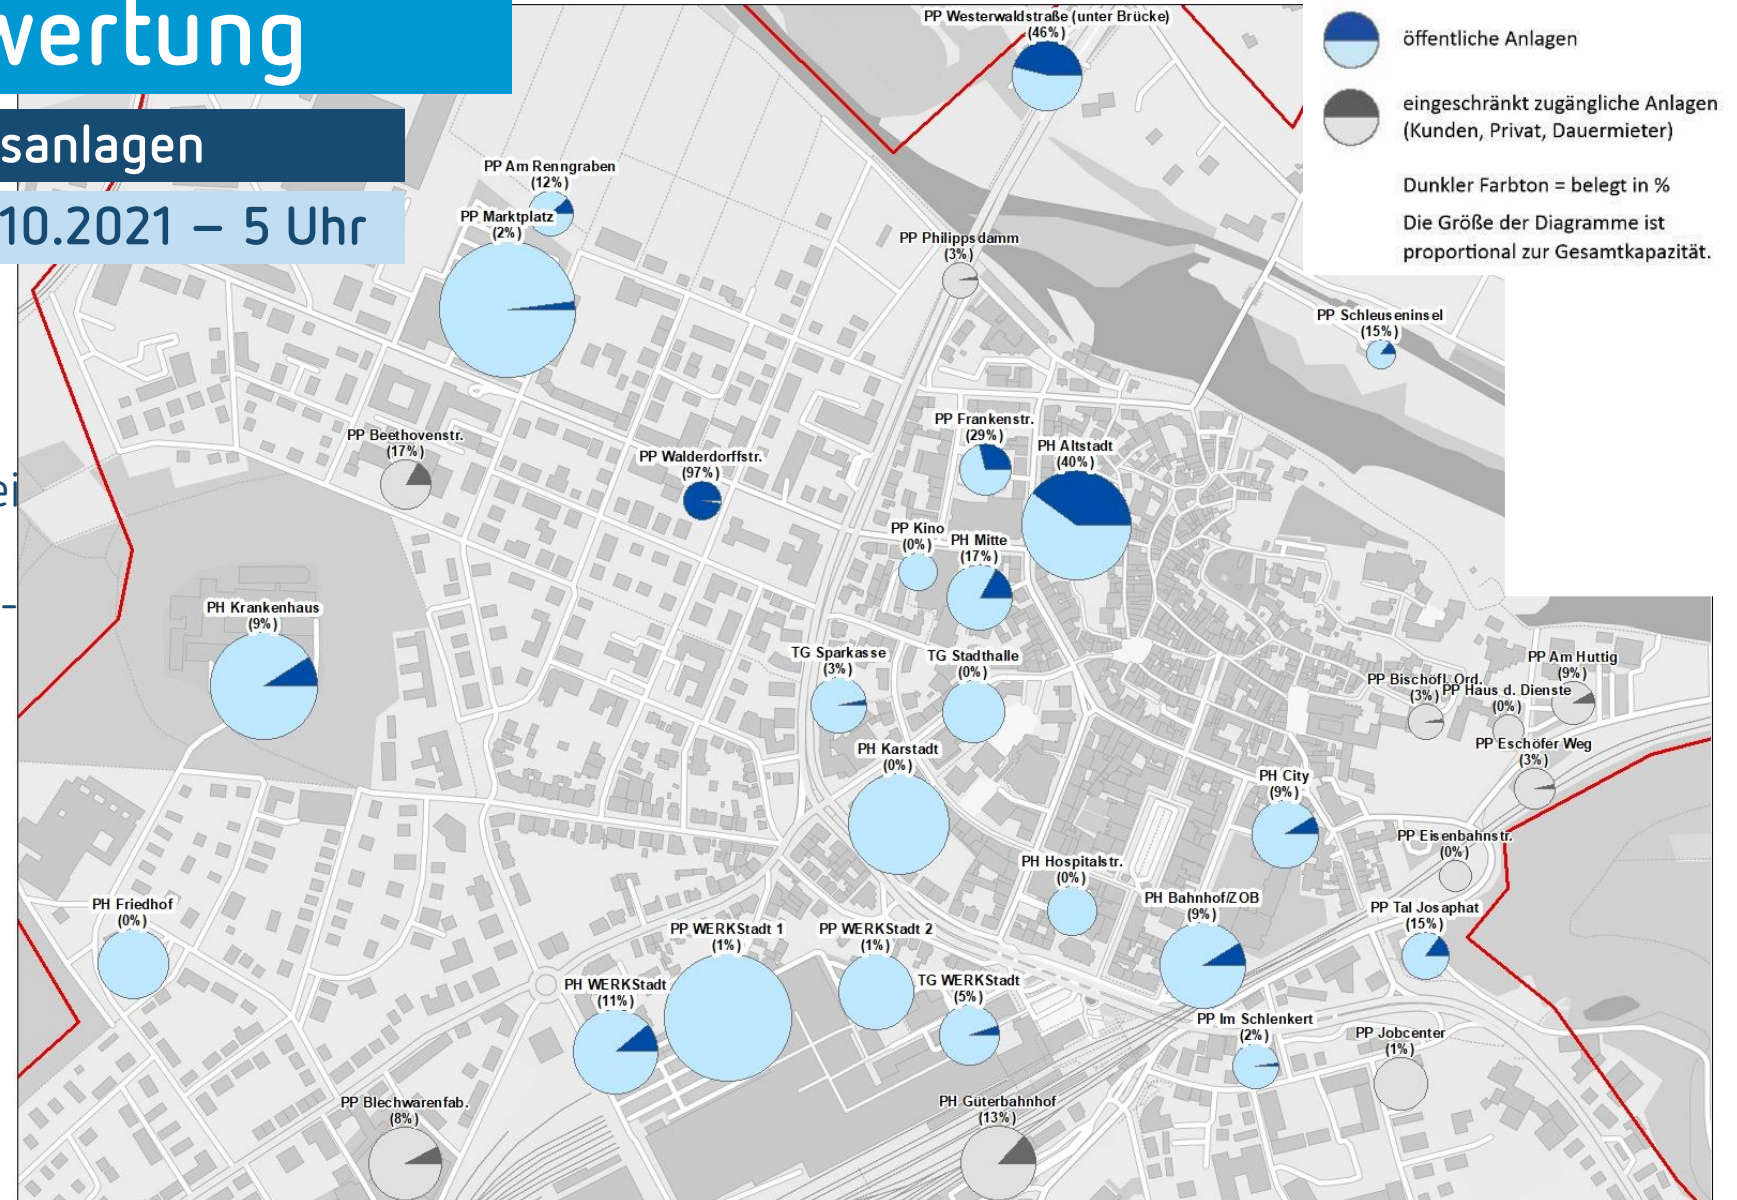 wertung
sanlagen
10.2021 – 5 Uhr
ei
–
öffentliche Anlagen
eingeschränkt zugängliche Anlagen
(Kunden, Privat, Dauermieter)
Dunkler Farbton = belegt in %
Die Größe der Diagramme ist
proportional zur Gesamtkapazität.
PP Westerwaldstraße (unter Brücke)
(46%)
PP Am Renngraben
(12%)
PP Marktplatz
(2%)
PP Philippsdamm
(3%)
PP Schleuseninsel
(15%)
PP Beethovenstr.
(17%)
PP Walderdorffstr.
(97%)
PP Frankenstr.
(29%)
PH Altstadt
(40%)
PP Kino
(0%)
PH Mitte
(17%)
PH Krankenhaus
(9%)
TG Sparkasse
(3%)
TG Stadthalle
(0%)
PP Am Huttig
(9%)
PP Bischöfl. Ord.
(3%)
PP Haus d. Dienste
(0%)
PP Eschöfer Weg
(3%)
PH Karstadt
(0%)
PH City
(9%)
PP Eisenbahnstr.
(0%)
PH Hospitalstr.
(0%)
PH Bahnhof/ZOB
(9%)
PP Tal Josaphat
(15%)
PH Friedhof
(0%)
PP WERKStadt 1
(1%)
PP WERKStadt 2
(1%)
PH WERKStadt
(11%)
TG WERKStadt
(5%)
PP Im Schlenkert
(2%)
PP Jobcenter
(1%)
PP Blechwarenfab.
(8%)
PH Güterbahnhof
(13%)